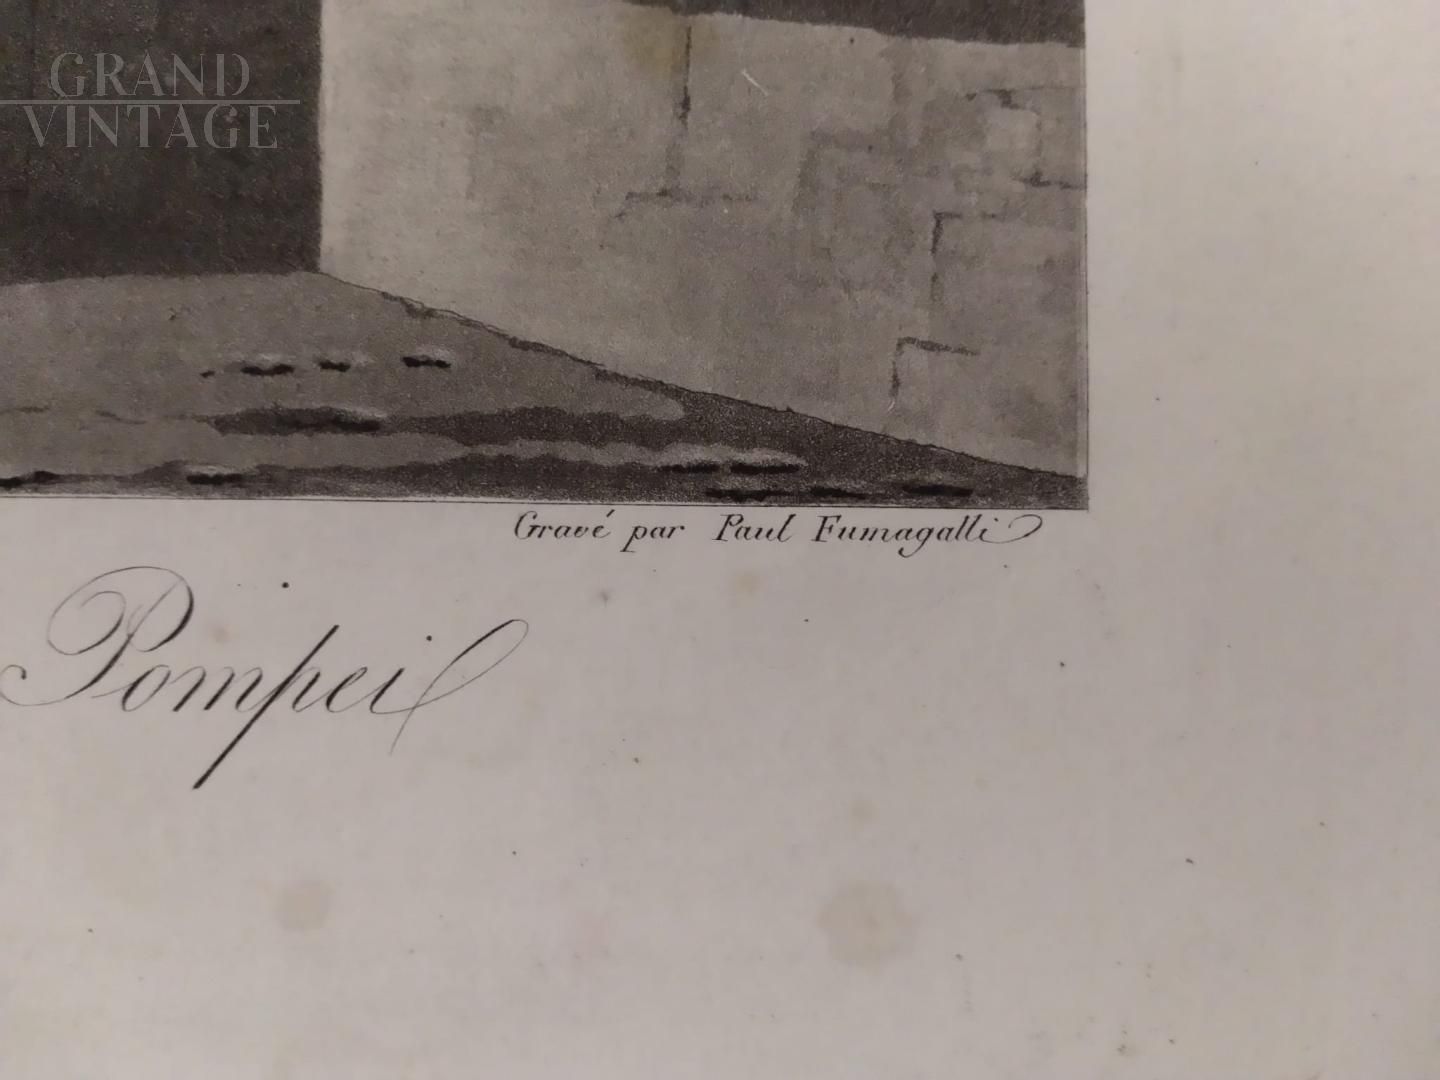 GRAND
VINTAGE
Gravé par Paul Fumagalli
Pompei